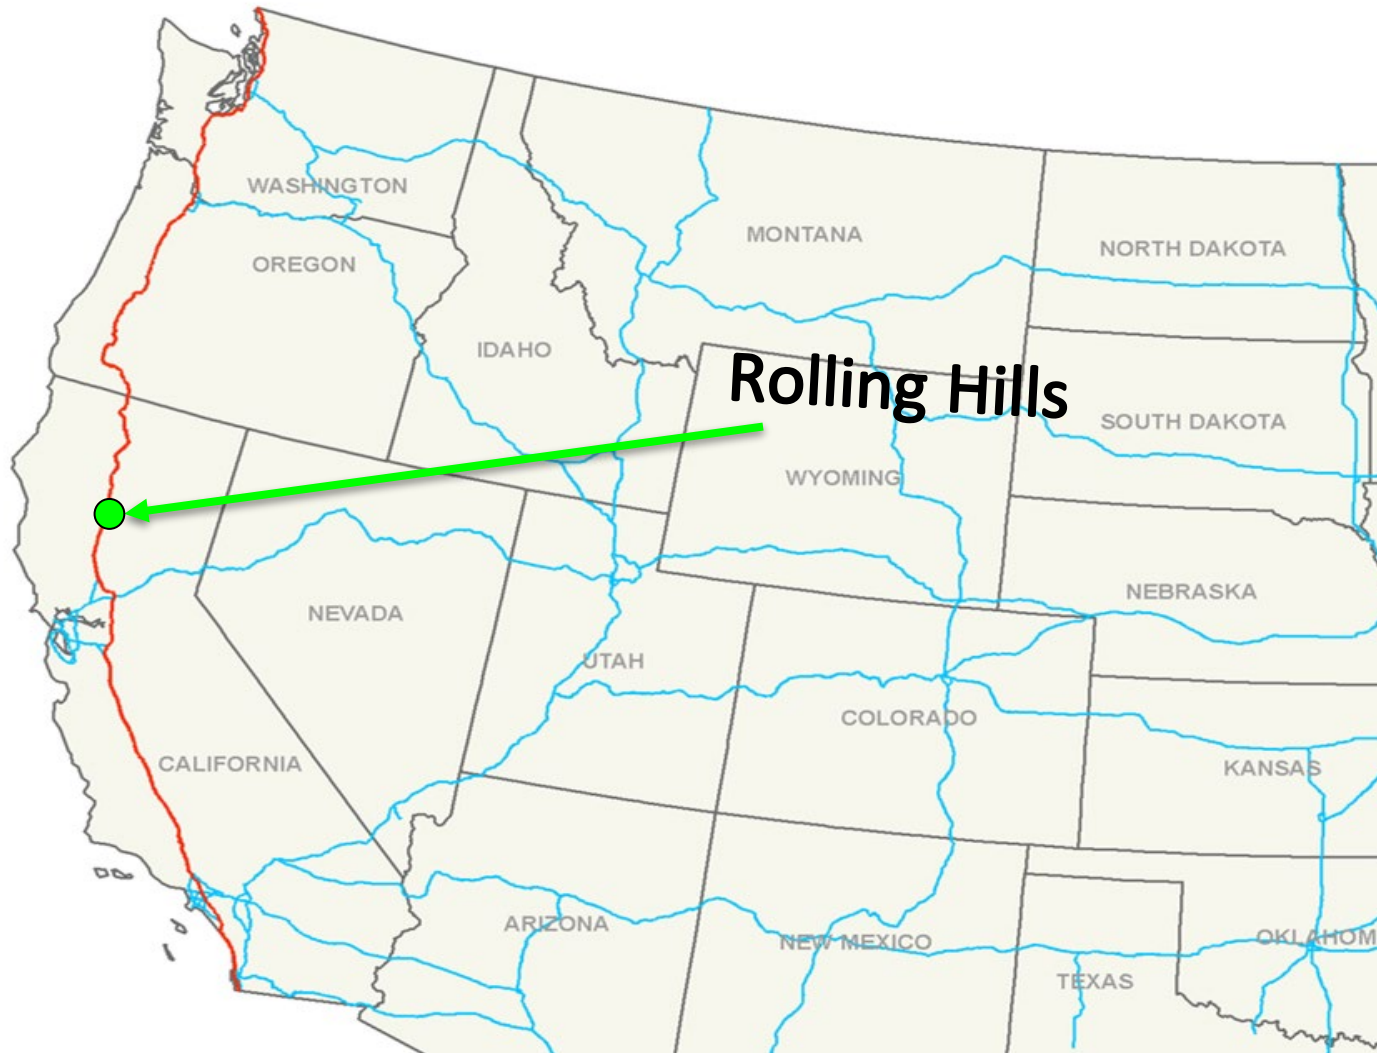 WASHINGTON
MONTANA
NORTH DAKOTA
OREGON
IDAHO
Rolling Hills
SOUTH DAKOTA
WYOMING
NEBRASKA
NEVADA
UTAH
COLORADO
CALIFORNIA
KANSAS
ARIZONA
NEW MEXICO
OKLAHOM
TEXAS